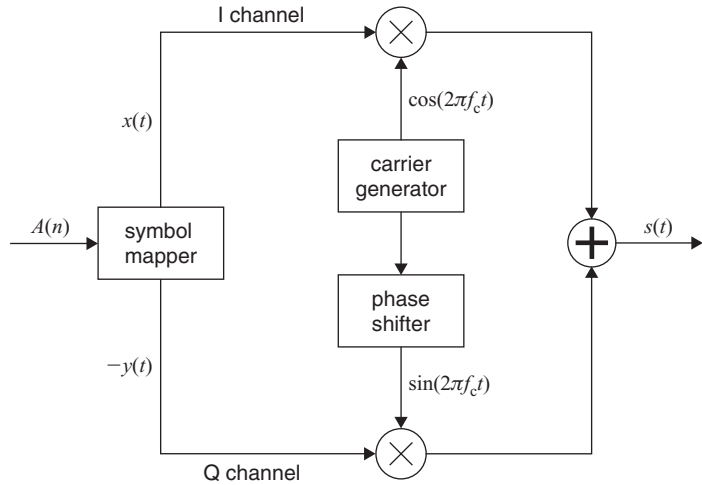 I channel
cos(2πf_c t)
x(t)
carrier
generator
A(n)
symbol
mapper
s(t)
phase
shifter
−y(t)
sin(2πf_c t)
Q channel